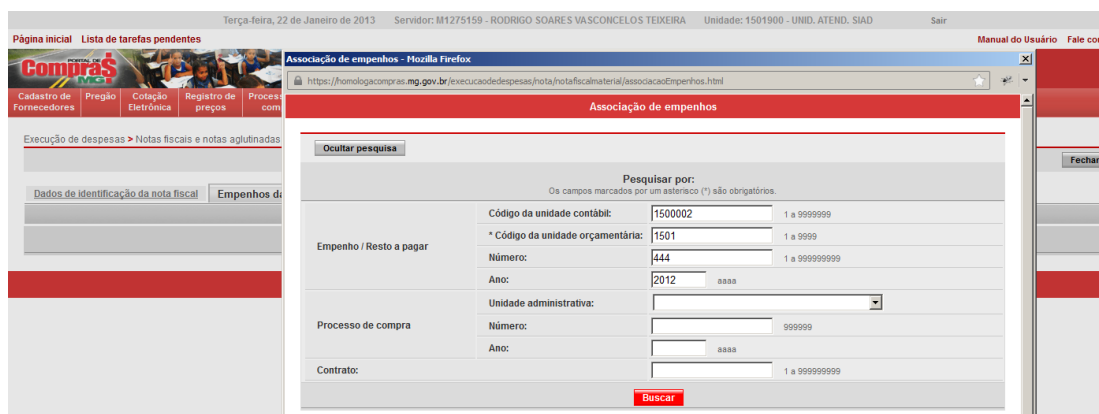 Terça-feira, 22 de Janeiro de 2013 Servidor: M1275159 - RODRIGO SOARES VASCONCELOS TEIXEIRA Unidade: 1501900 - UNID. ATEND. SIAD Sair
Página inicial Lista de tarefas pendentes Manual do Usuário Fale
PORTAL DE
Compras
MG
Cadastro de Fornecedores Pregão Cotação Eletrônica Registro de preços
Execução de despesas > Notas fiscais e notas aglutinadas
Fechar
Dados de identificação da nota fiscal Empenhos
Associação de empenhos - Mozilla Firefox
https://homologacompras.mg.gov.br/execucaodedespesas/nota/notafiscalmaterial/associacaoEmpenhos.html
Associação de empenhos
Ocultar pesquisa
Pesquisar por:
Os campos marcados por um asterisco (*) são obrigatórios.
Empenho / Resto a pagar
Código da unidade contábil: 1500002 1 a 9999999
* Código da unidade orçamentária: 1501 1 a 9999
Número: 444 1 a 999999999
Ano: 2012 aaaa
Processo de compra
Unidade administrativa:
Número: 999999
Ano: aaaa
Contrato: 1 a 999999999
Buscar